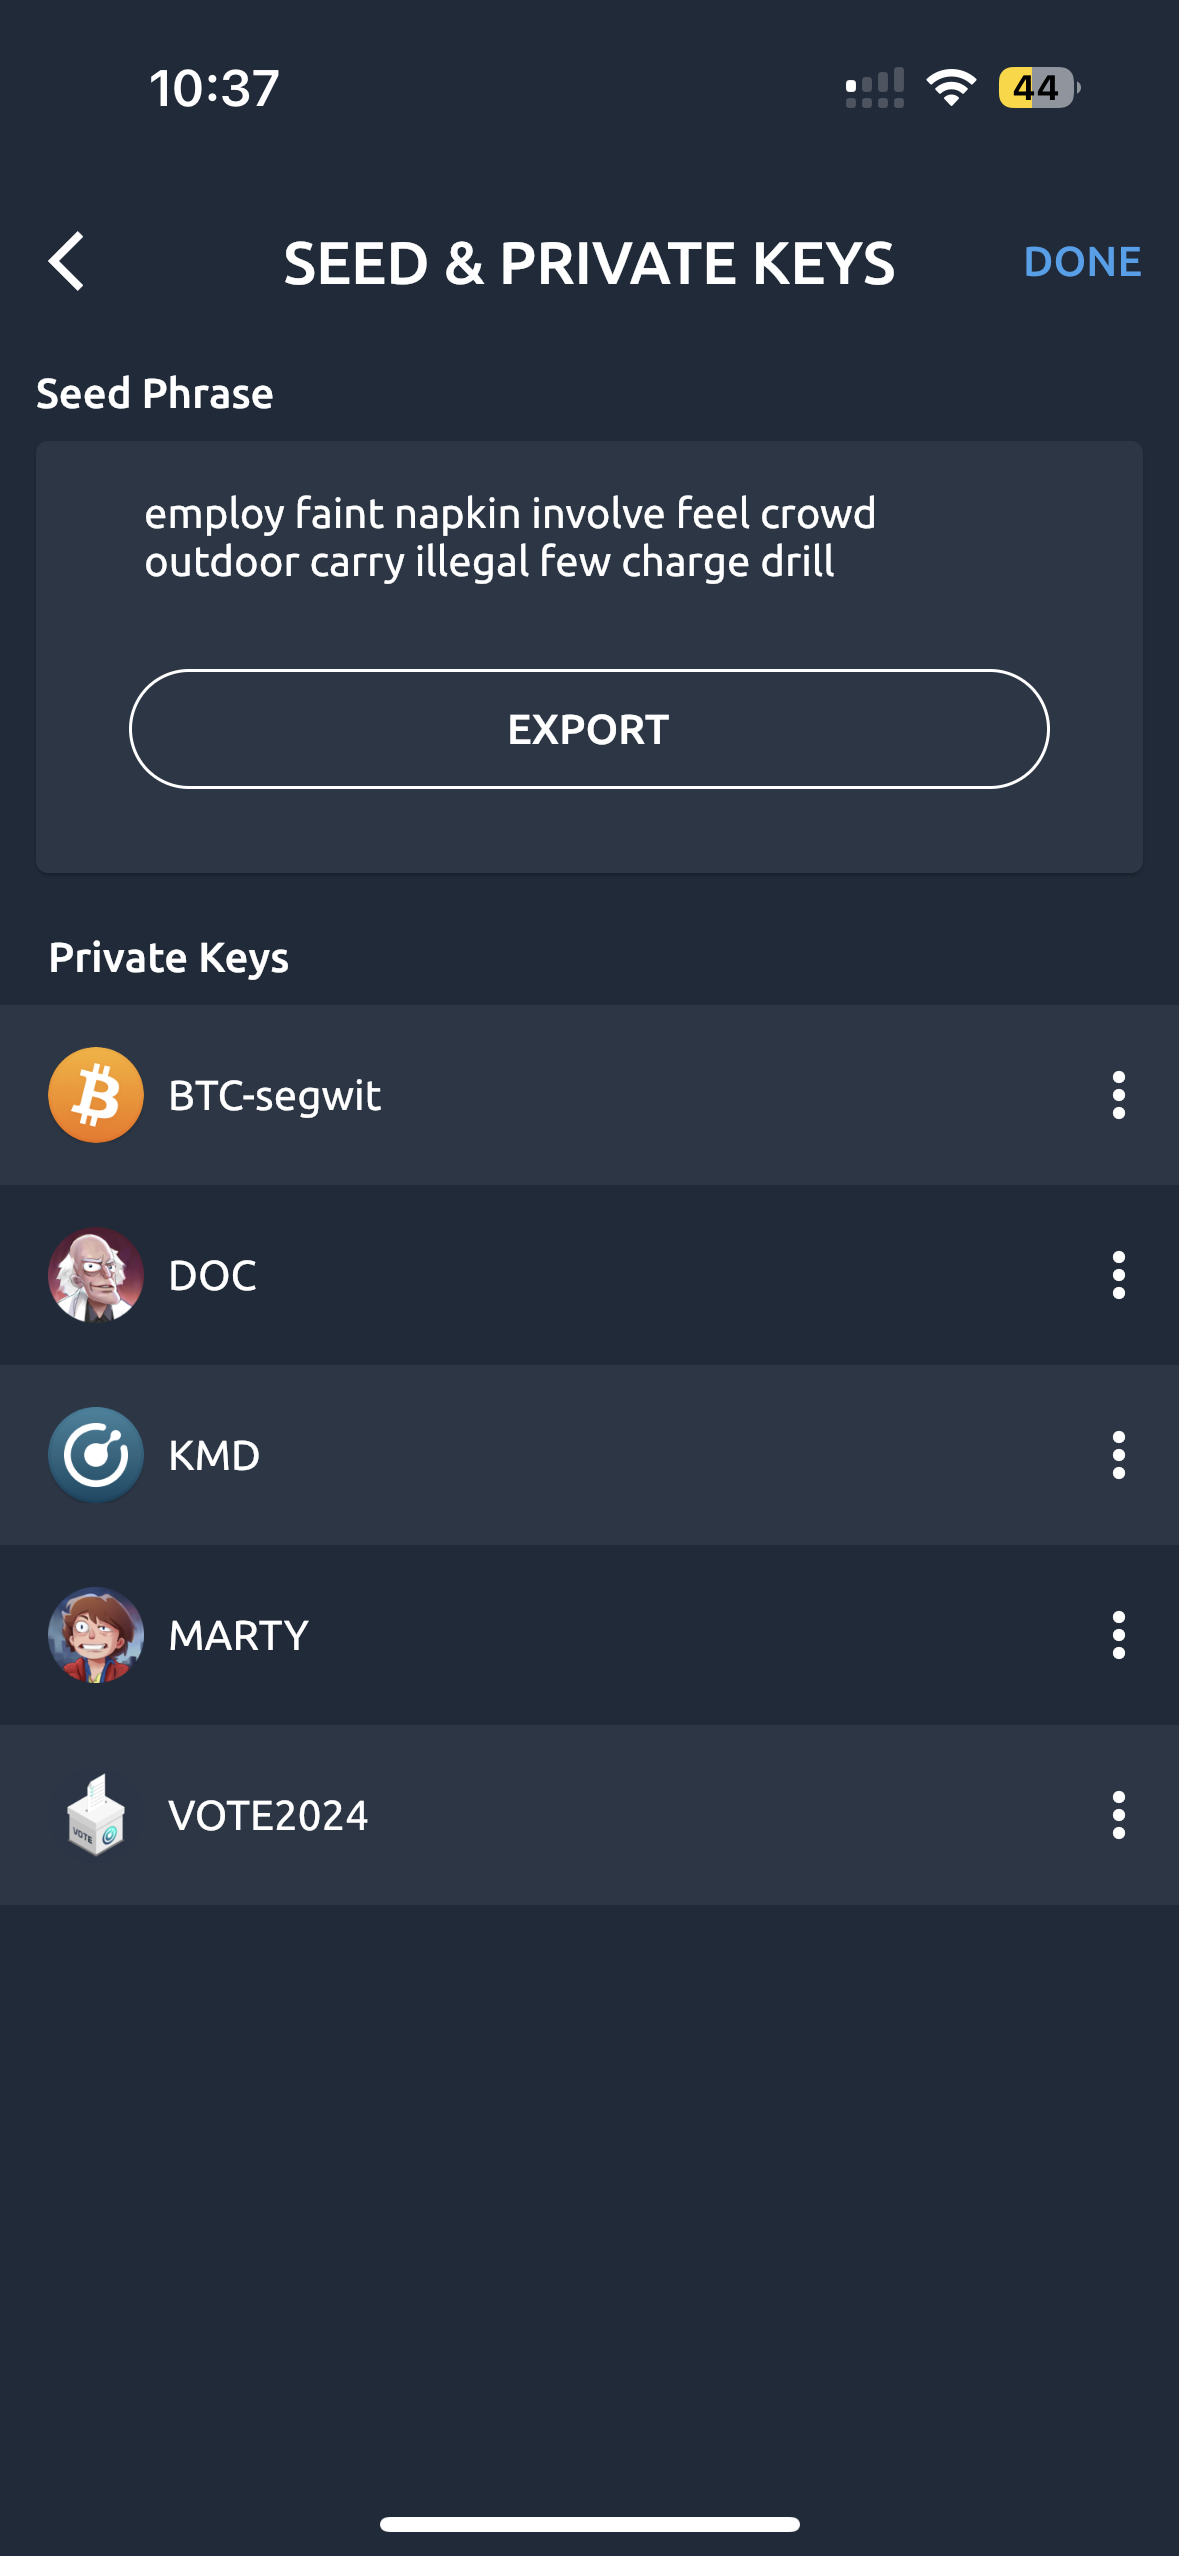 10:37
44
SEED & PRIVATE KEYS
DONE
Seed Phrase
employ faint napkin involve feel crowd
outdoor carry illegal few charge drill
EXPORT
Private Keys
BTC-segwit
DOC
KMD
MARTY
VOTE
VOTE2024